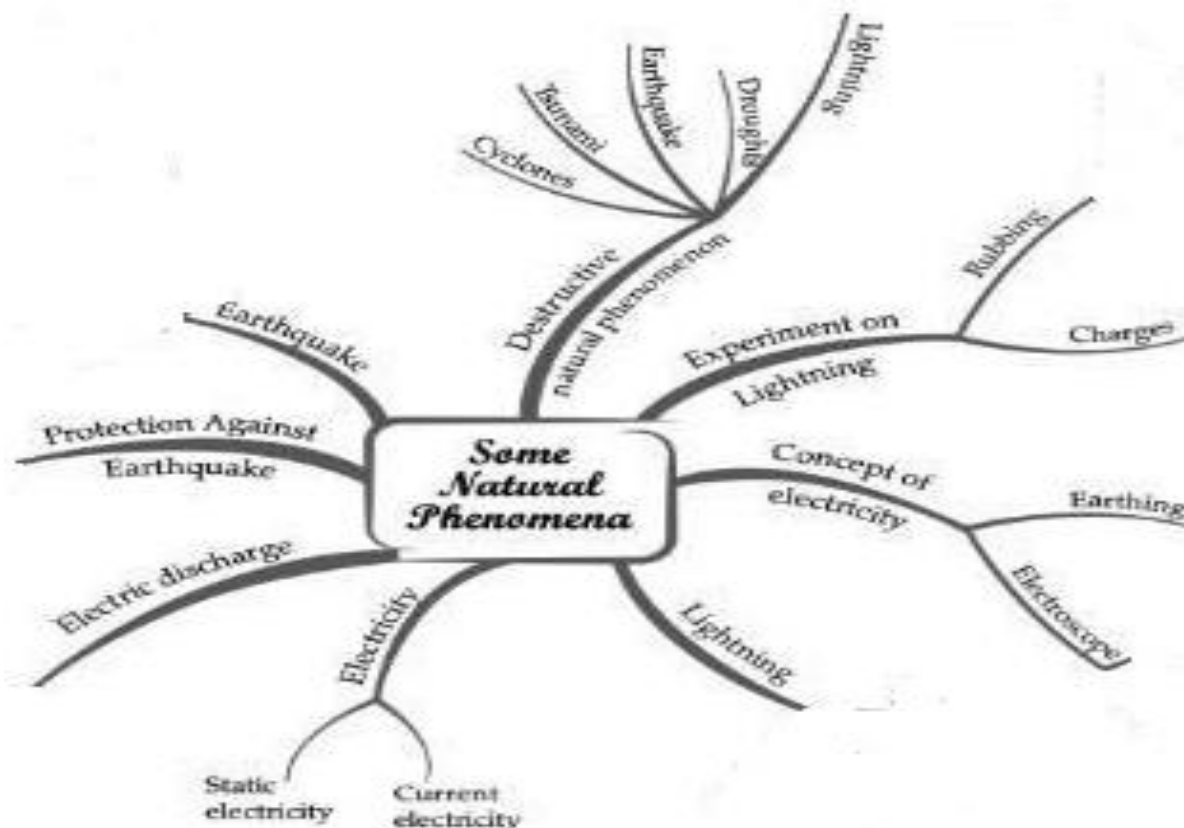 Some
Natural
Phenomena
Destructive
natural phenomenon
Cyclones
Tsunami
Earthquake
Droughts
Lightning
Experiment on
Lightning
Rubbing
Charges
Concept of
electricity
Earthing
Electroscope
Lightning
Electricity
Static
electricity
Current
electricity
Electric discharge
Protection Against
Earthquake
Earthquake